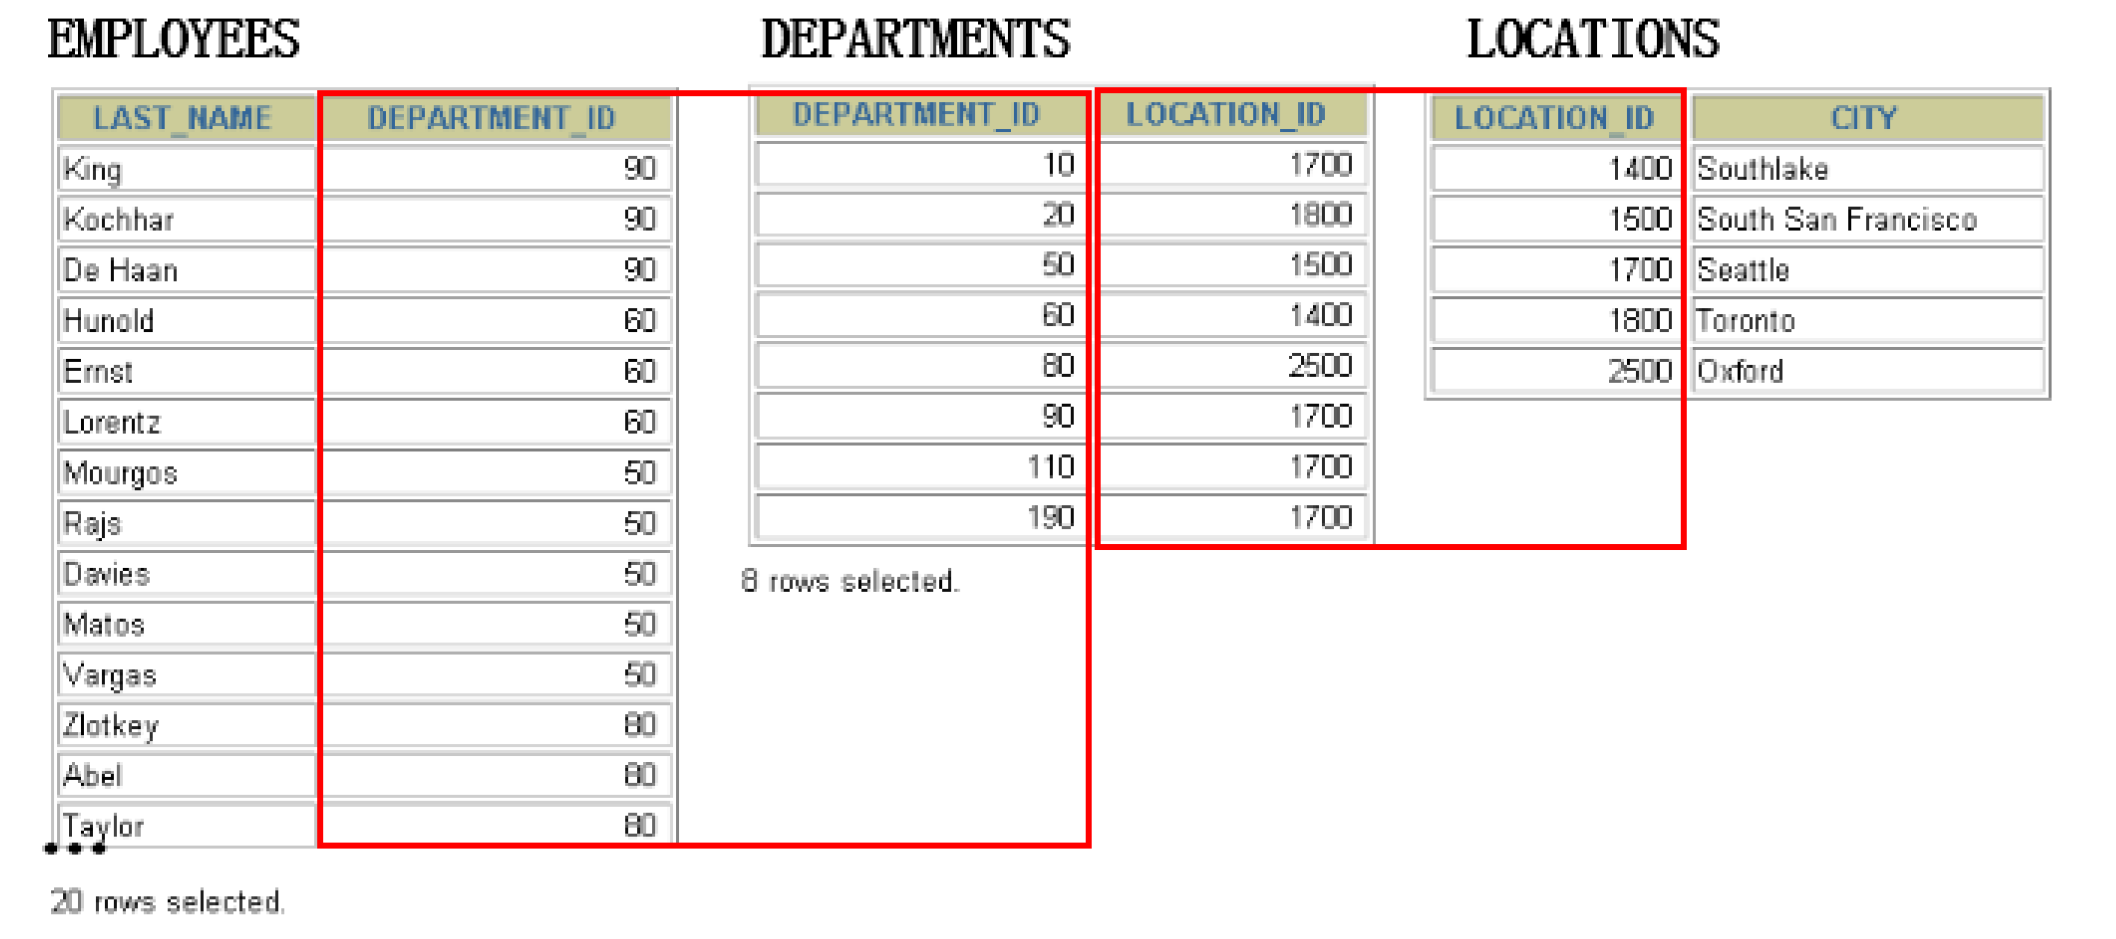 EMPLOYEES
LAST_NAME DEPARTMENT_ID
King 90
Kochhar 90
De Haan 90
Hunold 60
Ernst 60
Lorentz 60
Mourgos 50
Rajs 50
Davies 50
Matos 50
Vargas 50
Zlotkey 80
Abel 80
Taylor 80
20 rows selected.
DEPARTMENTS
DEPARTMENT_ID LOCATION_ID
10 1700
20 1800
50 1500
60 1400
80 2500
90 1700
110 1700
190 1700
8 rows selected.
LOCATIONS
LOCATION_ID CITY
1400 Southlake
1500 South San Francisco
1700 Seattle
1800 Toronto
2500 Oxford